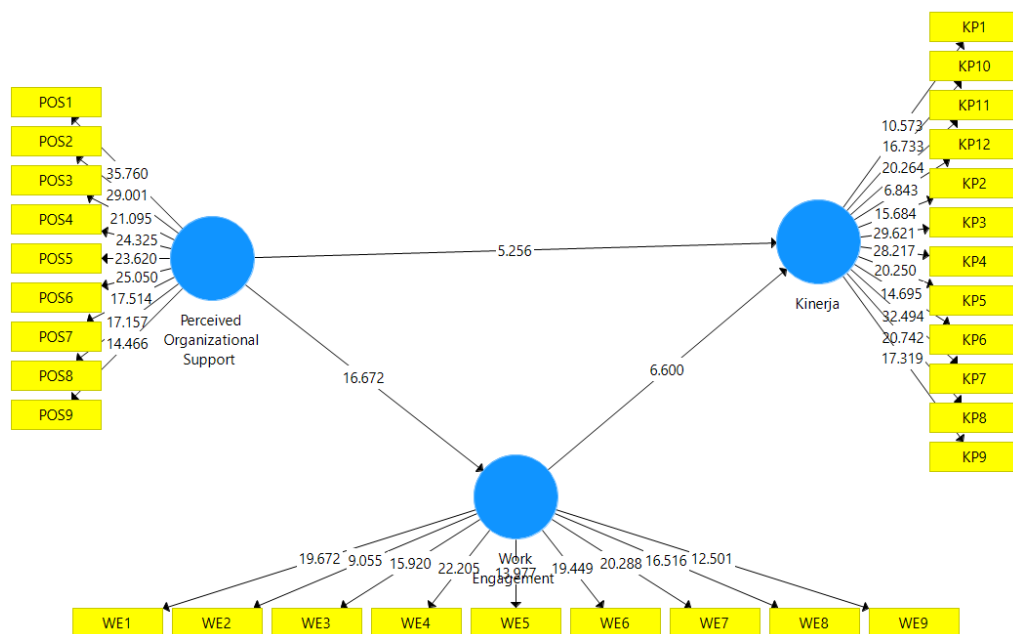 KP1
KP10
POS1
KP11
10.573
POS2
16.733
KP12
20.264
POS3
35.760
KP2
6.843
29.001
POS4
21.095
15.684
KP3
24.325
29.621
POS5
23.620
5.256
28.217
KP4
25.050
20.250
POS6
17.514
14.695
KP5
Kinerja
32.494
17.157
Perceived
Organizational
Support
POS7
20.742
KP6
14.466
17.319
POS8
16.672
6.600
KP7
POS9
KP8
KP9
19.672
9.055
15.920
22.205
Work
Engagement
13.977
19.449
20.288
16.516
12.501
WE1
WE2
WE3
WE4
WE5
WE6
WE7
WE8
WE9